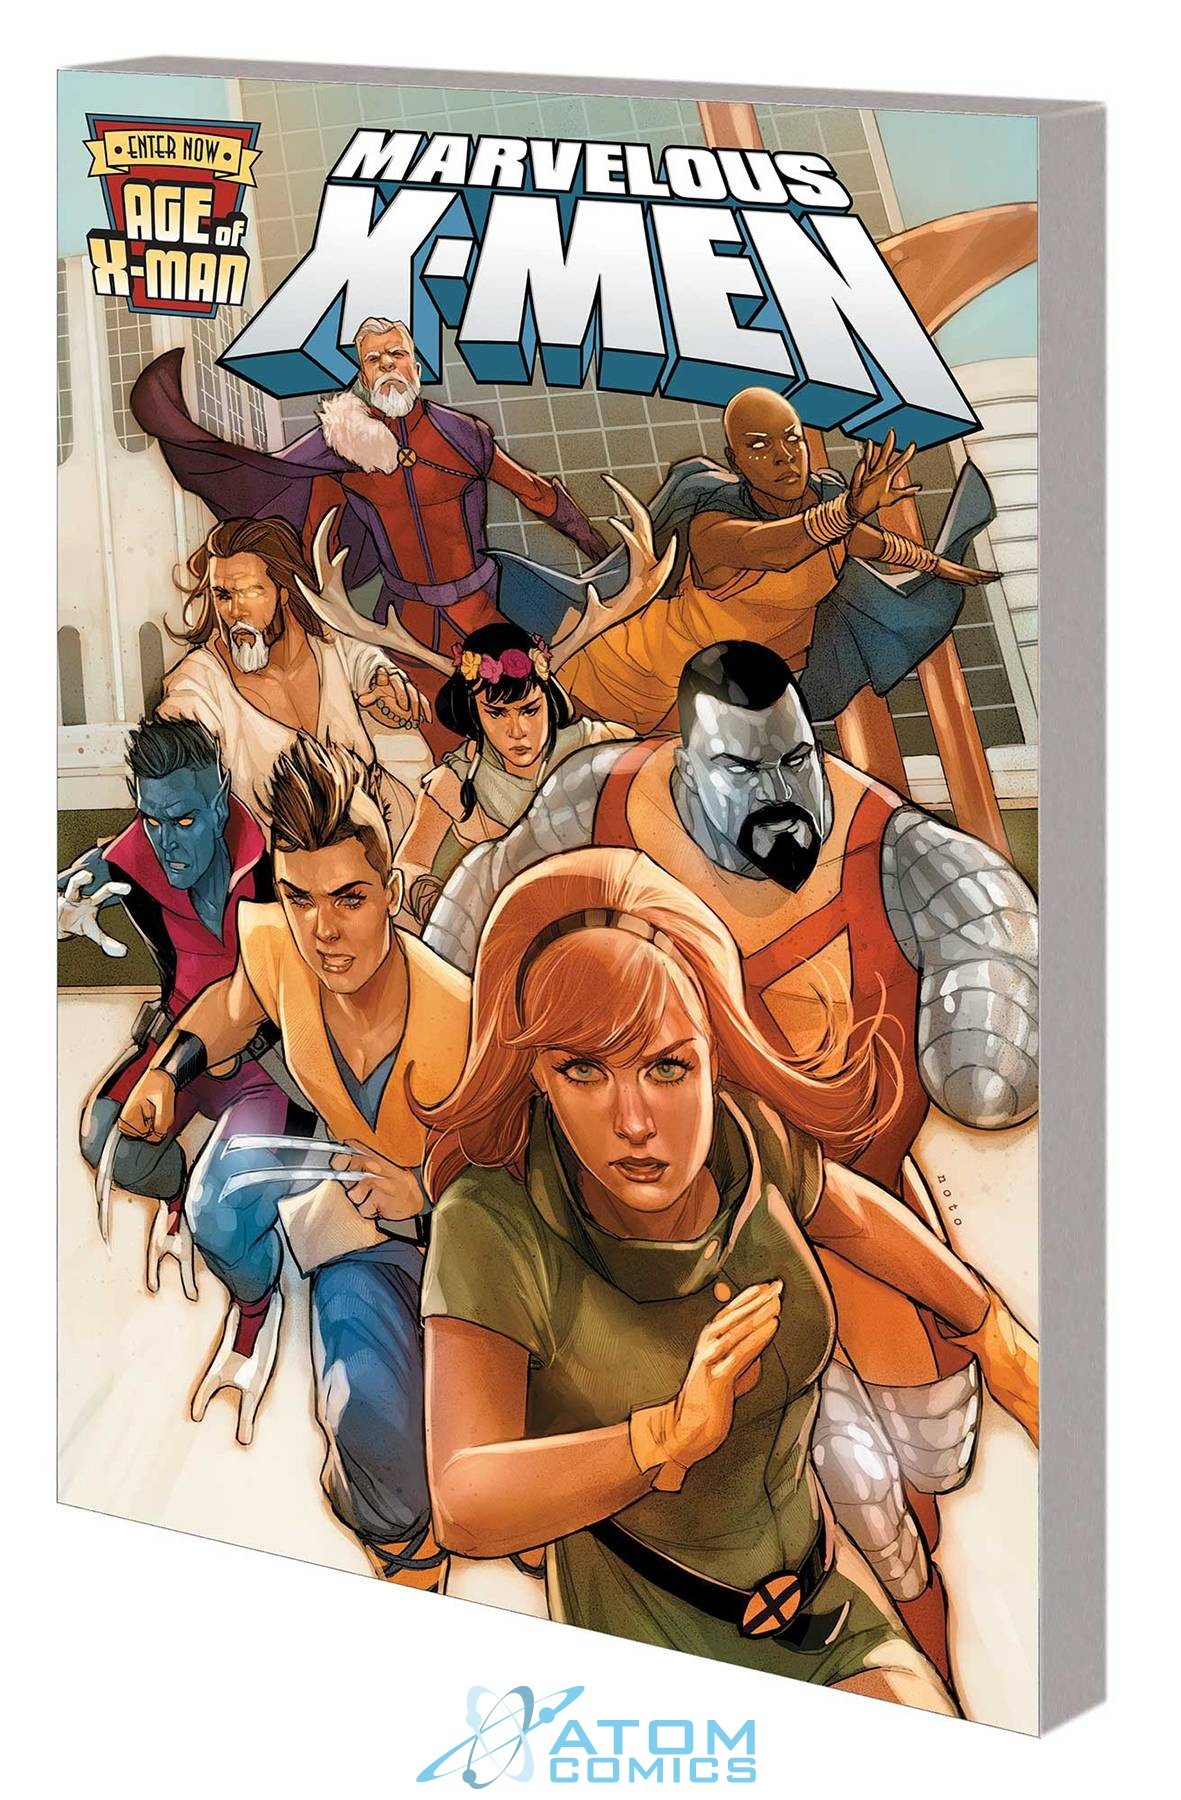 ENTER NOW
AGE of
X-MAN
MARVELOUS
X-MEN
noto
ATOM
COMICS